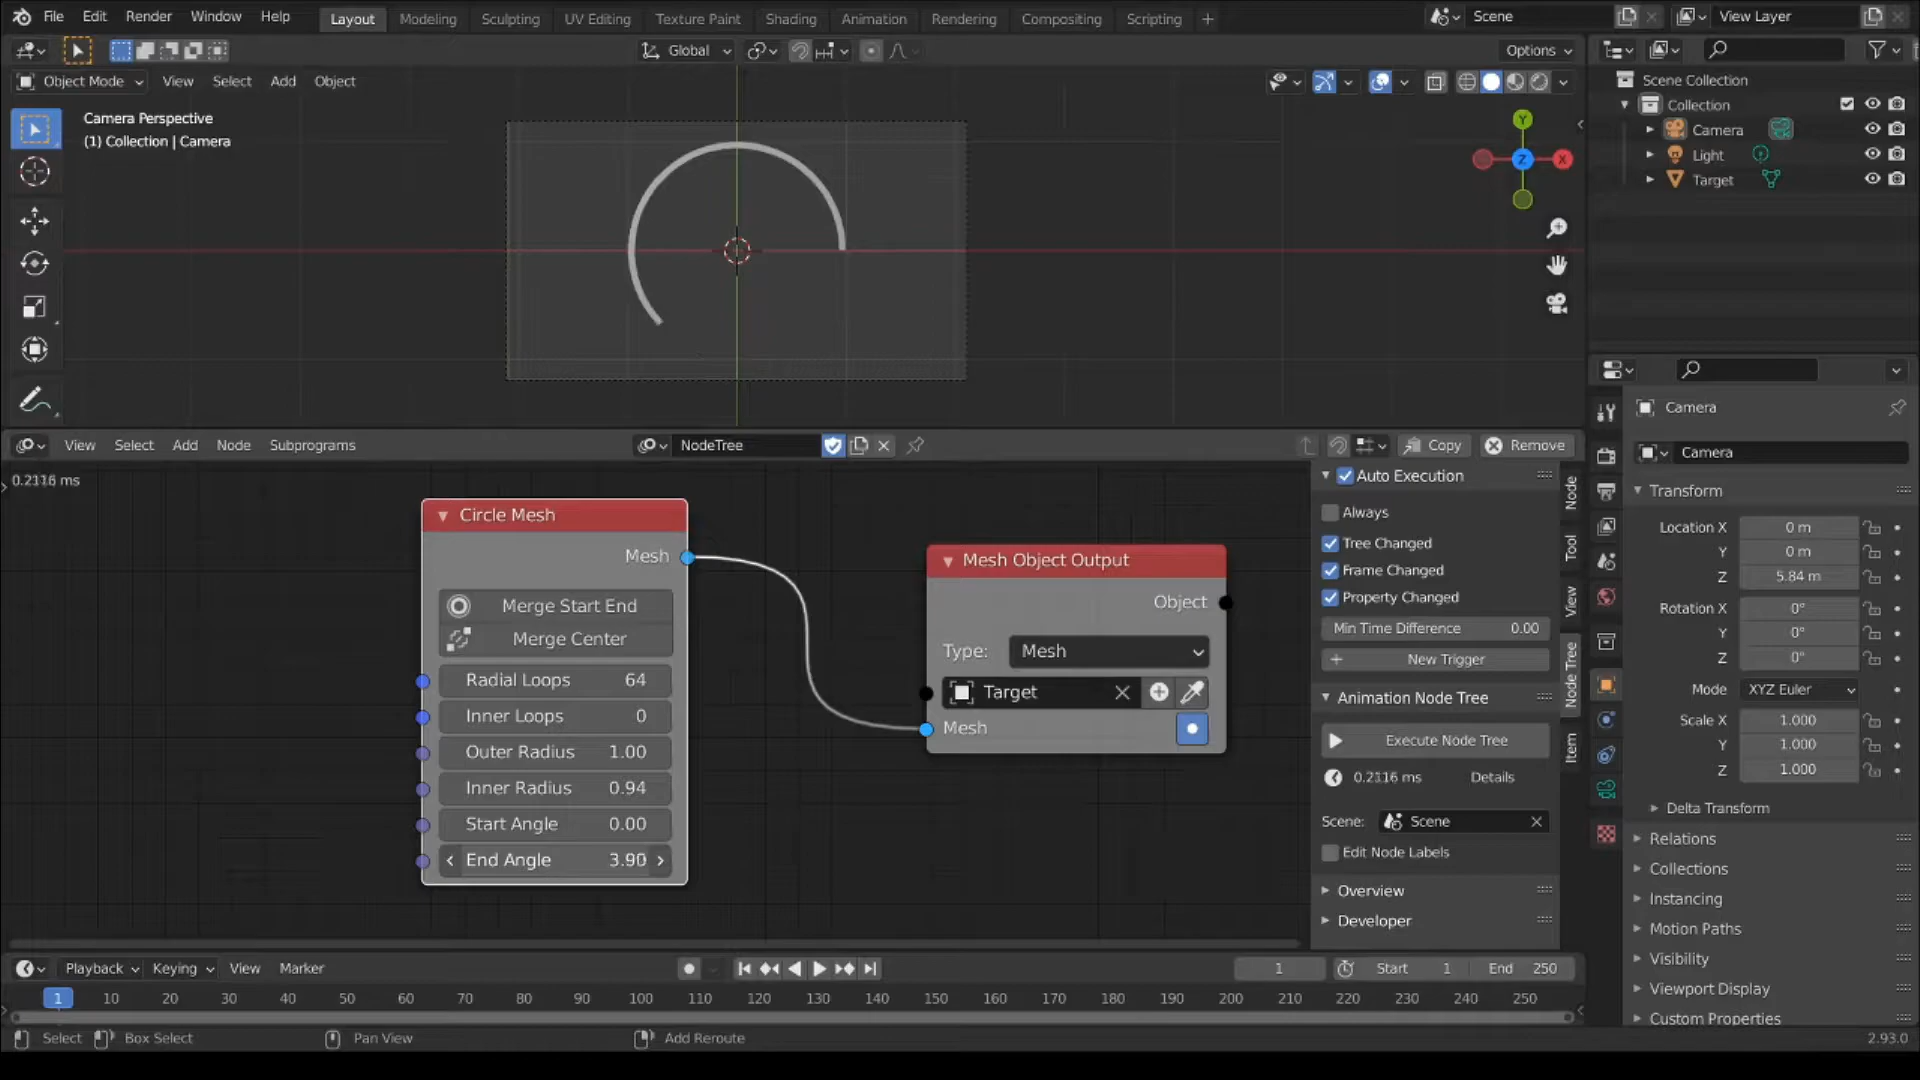 File Edit Render Window Help Layout Modeling Sculpting UV Editing Texture Paint Shading Animation Rendering Compositing Scripting + Scene View Layer
Global Options
Object Mode View Select Add Object
Camera Perspective
(1) Collection | Camera
Y
Z X
Scene Collection
Collection
Camera
Light
Target
View Select Add Node Subprograms NodeTree Copy Remove
0.2116 ms
Circle Mesh
Mesh
Merge Start End
Merge Center
Radial Loops 64
Inner Loops 0
Outer Radius 1.00
Inner Radius 0.94
Start Angle 0.00
End Angle 3.90
Mesh Object Output
Object
Type: Mesh
Target
Mesh
Auto Execution
Always
Tree Changed
Frame Changed
Property Changed
Min Time Difference 0.00
New Trigger
Animation Node Tree
Execute Node Tree
0.2116 ms Details
Scene: Scene
Edit Node Labels
Overview
Developer
Node
Tool
View
Node Tree
Item
Camera
Camera
Transform
Location X 0 m
Y 0 m
Z 5.84 m
Rotation X 0°
Y 0°
Z 0°
Mode XYZ Euler
Scale X 1.000
Y 1.000
Z 1.000
Delta Transform
Relations
Collections
Instancing
Motion Paths
Visibility
Viewport Display
Custom Properties
Playback Keying View Marker 1 Start 1 End 250
1 10 20 30 40 50 60 70 80 90 100 110 120 130 140 150 160 170 180 190 200 210 220 230 240 250
Select Box Select Pan View Add Reroute 2.93.0